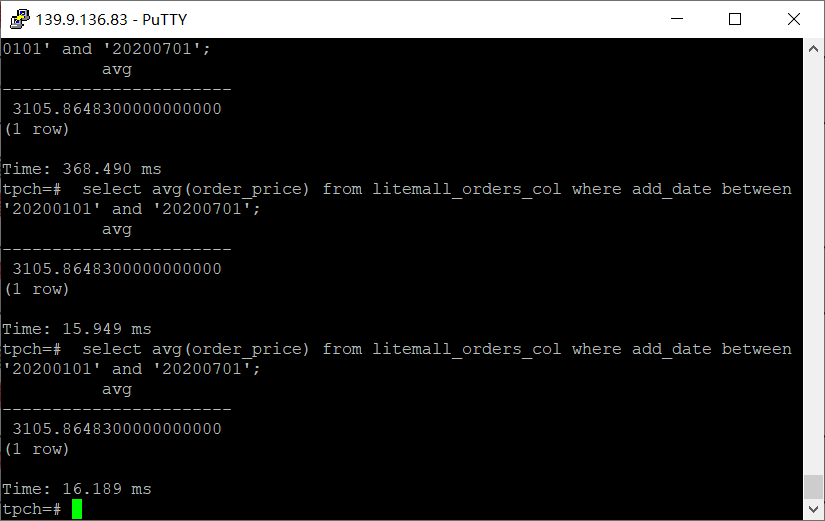 139.9.136.83 - PuTTY
0101' and '20200701';
          avg
-----------------------
 3105.8648300000000000
(1 row)

Time: 368.490 ms
tpch=#  select avg(order_price) from litemall_orders_col where add_date between
'20200101' and '20200701';
          avg
-----------------------
 3105.8648300000000000
(1 row)

Time: 15.949 ms
tpch=#  select avg(order_price) from litemall_orders_col where add_date between
'20200101' and '20200701';
          avg
-----------------------
 3105.8648300000000000
(1 row)

Time: 16.189 ms
tpch=#